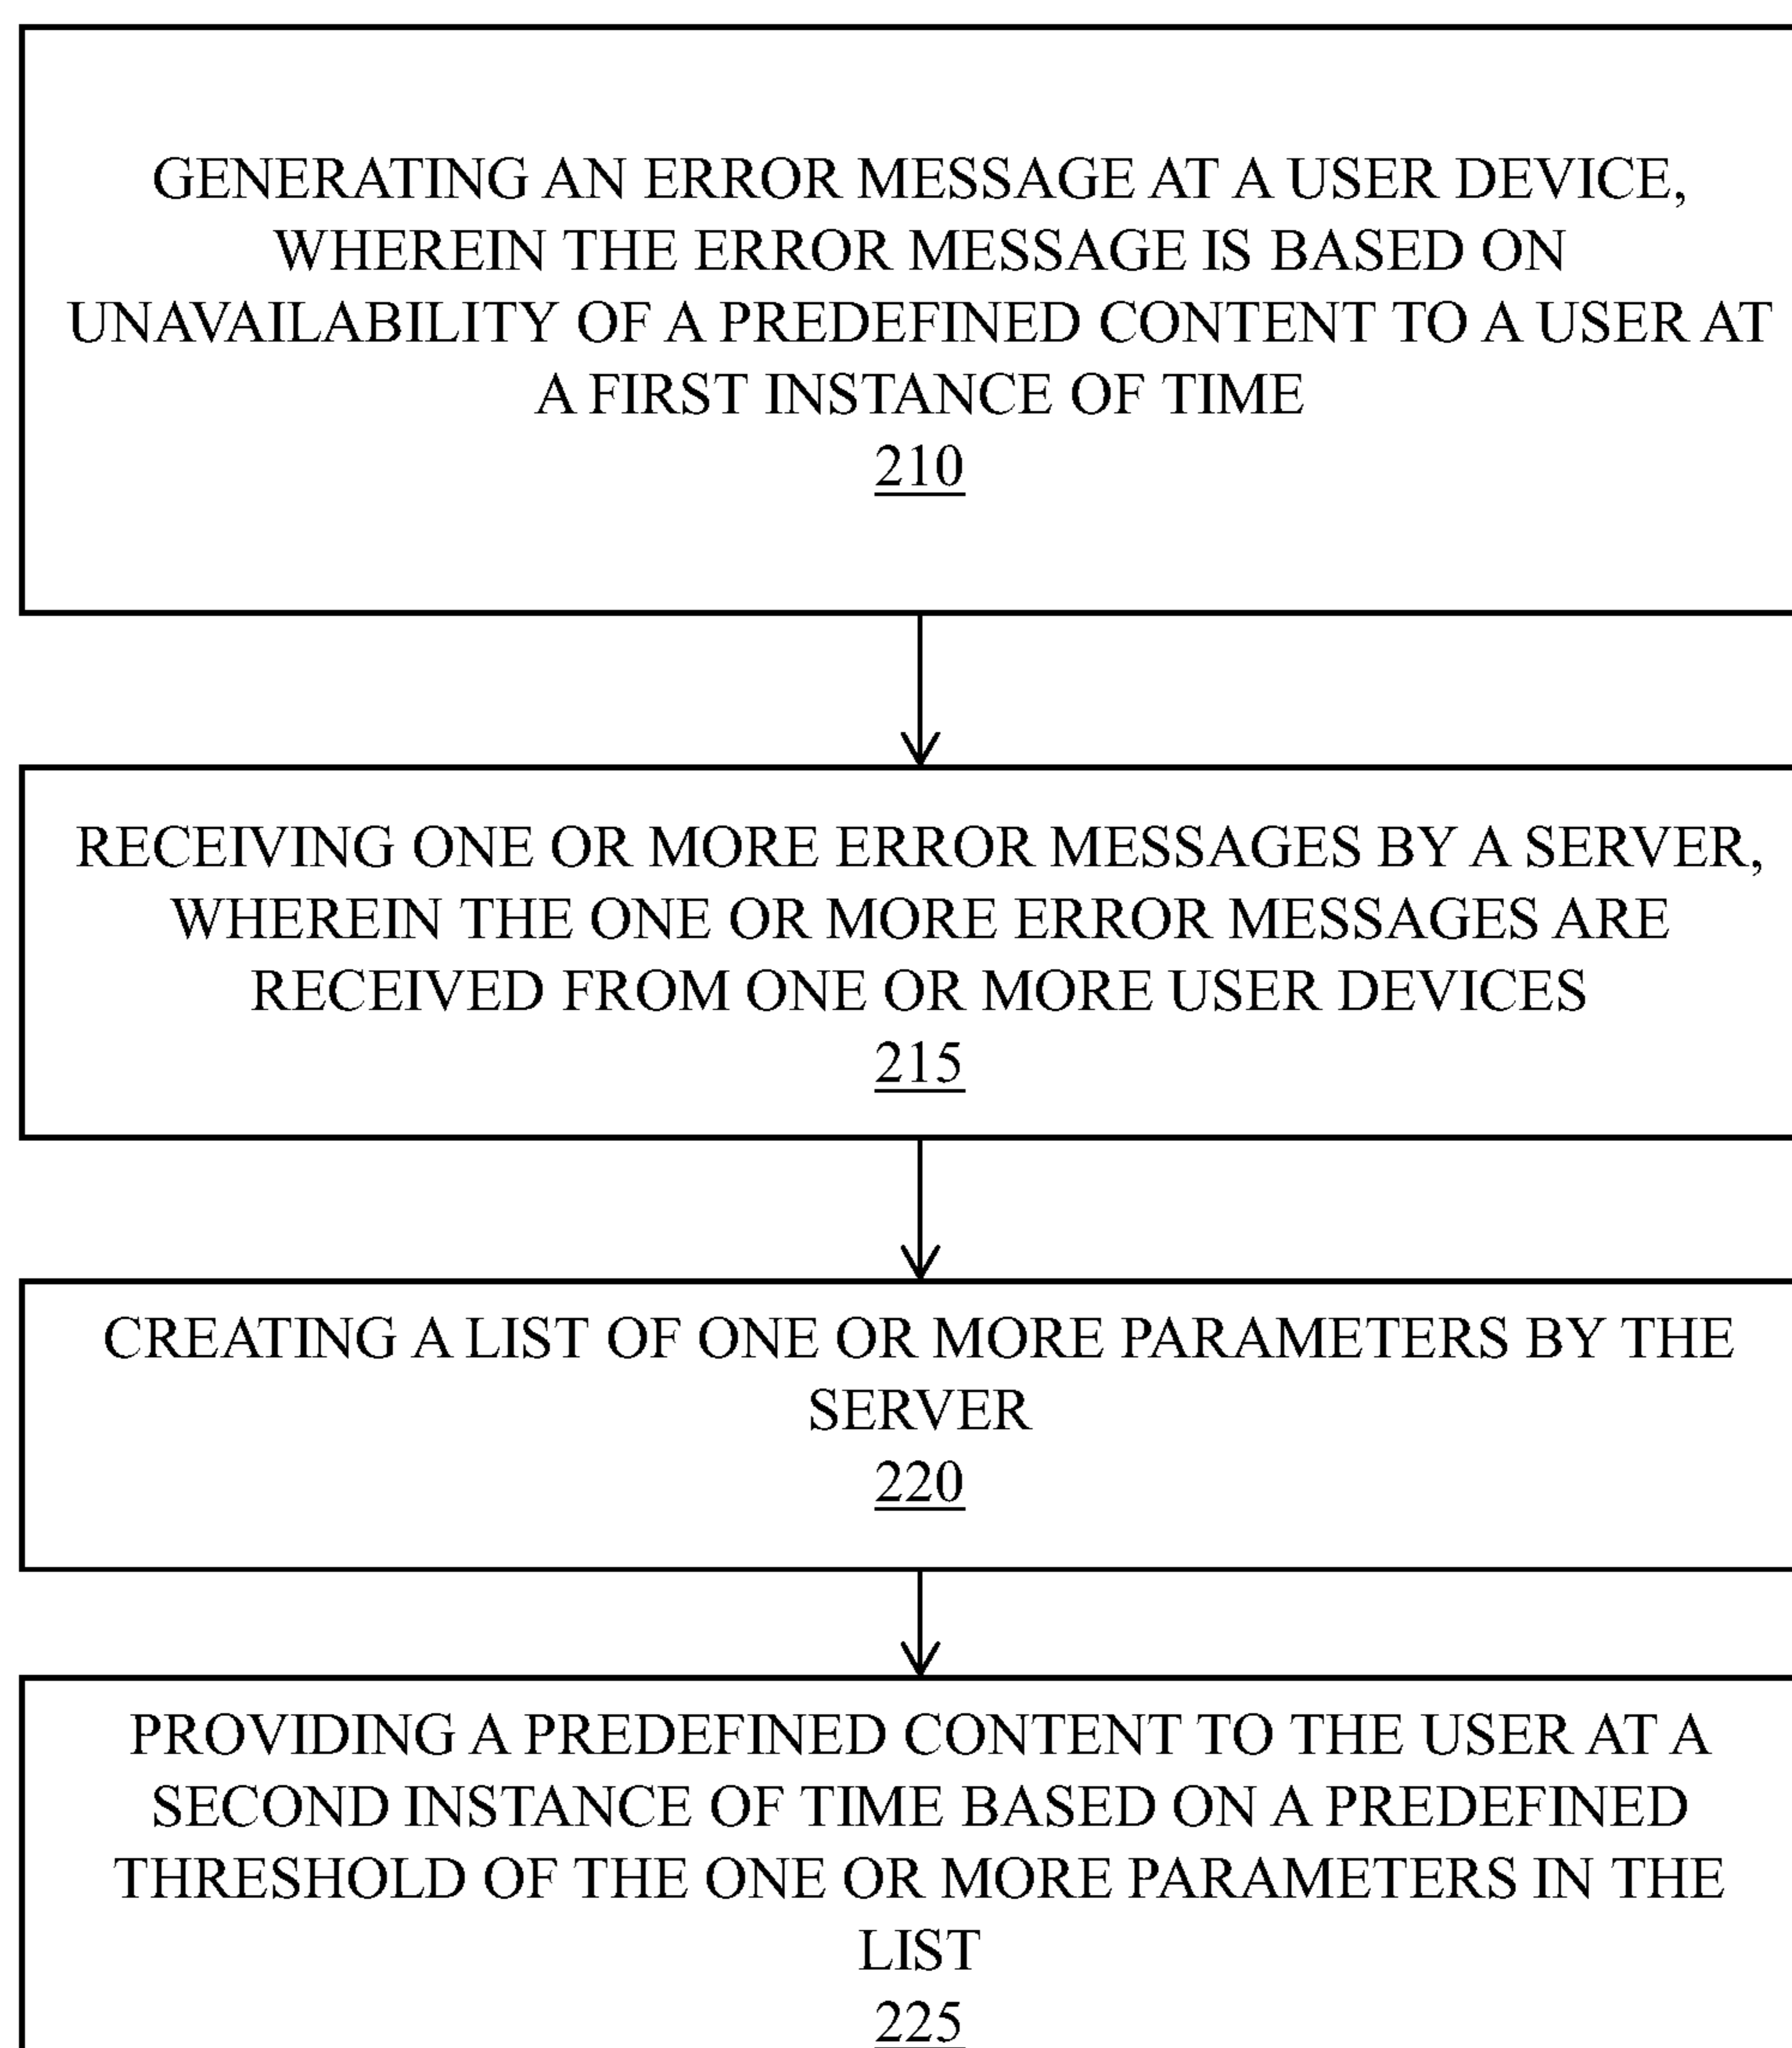 GENERATING AN ERROR MESSAGE AT A USER DEVICE,
WHEREIN THE ERROR MESSAGE IS BASED ON
UNAVAILABILITY OF A PREDEFINED CONTENT TO A USER AT
A FIRST INSTANCE OF TIME
210
RECEIVING ONE OR MORE ERROR MESSAGES BY A SERVER,
WHEREIN THE ONE OR MORE ERROR MESSAGES ARE
RECEIVED FROM ONE OR MORE USER DEVICES
215
CREATING A LIST OF ONE OR MORE PARAMETERS BY THE
SERVER
220
PROVIDING A PREDEFINED CONTENT TO THE USER AT A
SECOND INSTANCE OF TIME BASED ON A PREDEFINED
THRESHOLD OF THE ONE OR MORE PARAMETERS IN THE
LIST
225